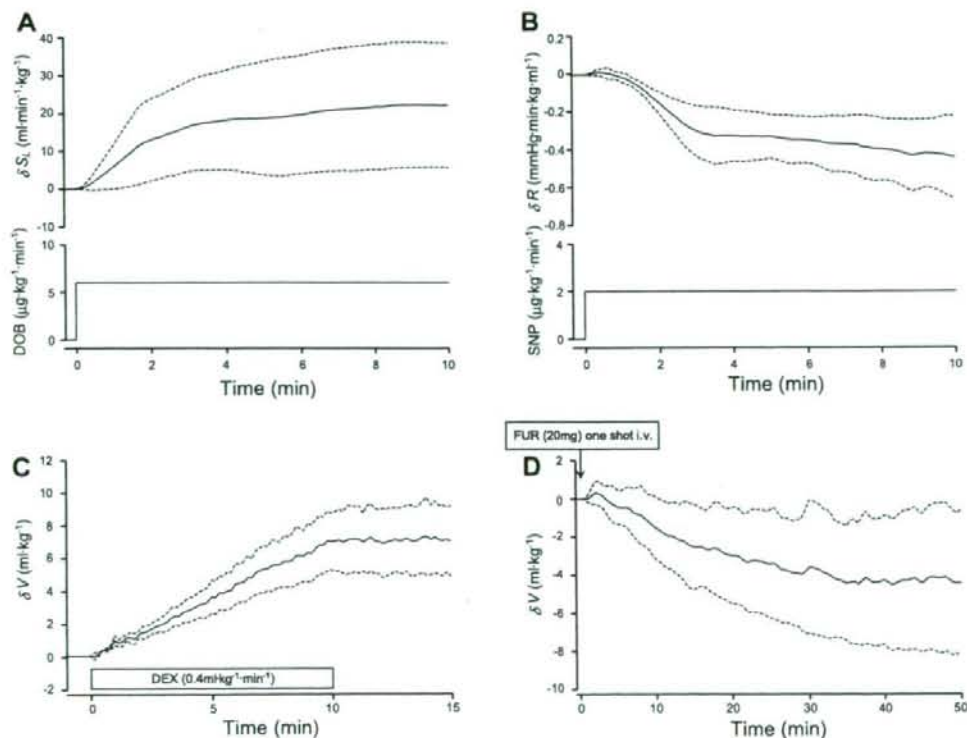 A
δ S_L (ml·min⁻¹·kg⁻¹)
40
30
20
10
0
-10
DOB (µg·kg⁻¹·min⁻¹)
10
5
0
0 2 4 6 8 10
Time (min)
B
δ R (mmHg·min·kg·ml⁻¹)
0.2
0
-0.2
-0.4
-0.6
-0.8
SNP (µg·kg⁻¹·min⁻¹)
4
2
0
0 2 4 6 8 10
Time (min)
C
δ V (ml·kg⁻¹)
12
10
8
6
4
2
0
-2
DEX (0.4ml·kg⁻¹·min⁻¹)
0 5 10 15
Time (min)
FUR (20mg) one shot i.v.
D
δ V (ml·kg⁻¹)
2
0
-2
-4
-6
-8
-10
0 10 20 30 40 50
Time (min)